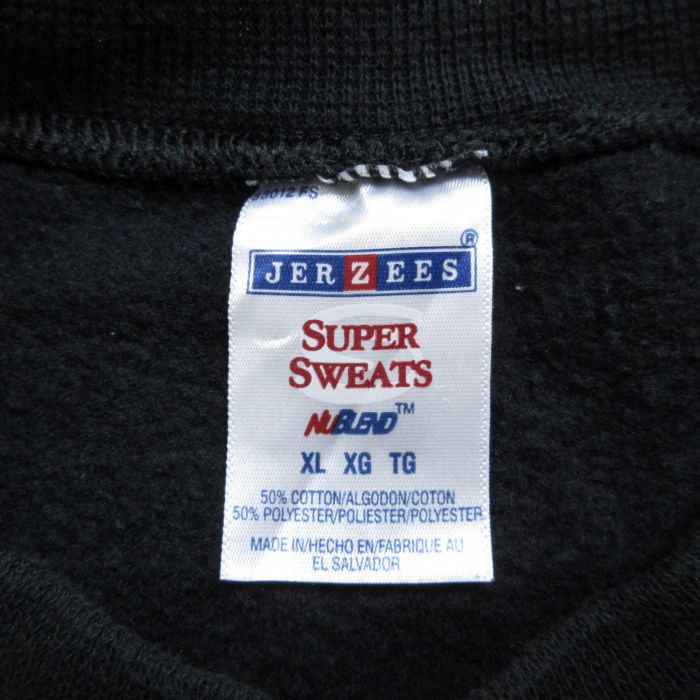 JERZEES®
SUPER
SWEATS
NUBLEND™
XL XG TG
50% COTTON/ALGODON/COTON
50% POLYESTER/POLIESTER/POLYESTER
MADE IN/HECHO EN/FABRIQUE AU
EL SALVADOR